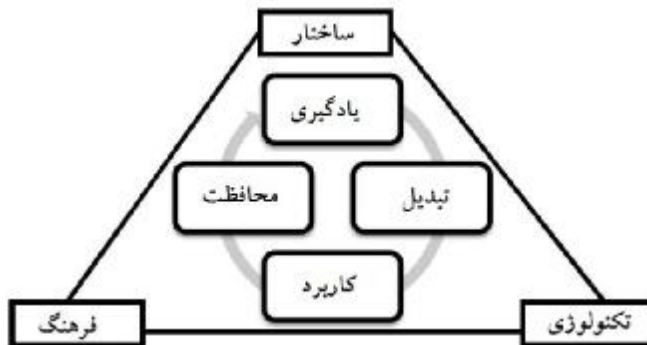 ساختار
یادگیری
تبدیل
محافظت
کاربرد
تکنولوژی
فرهنگ